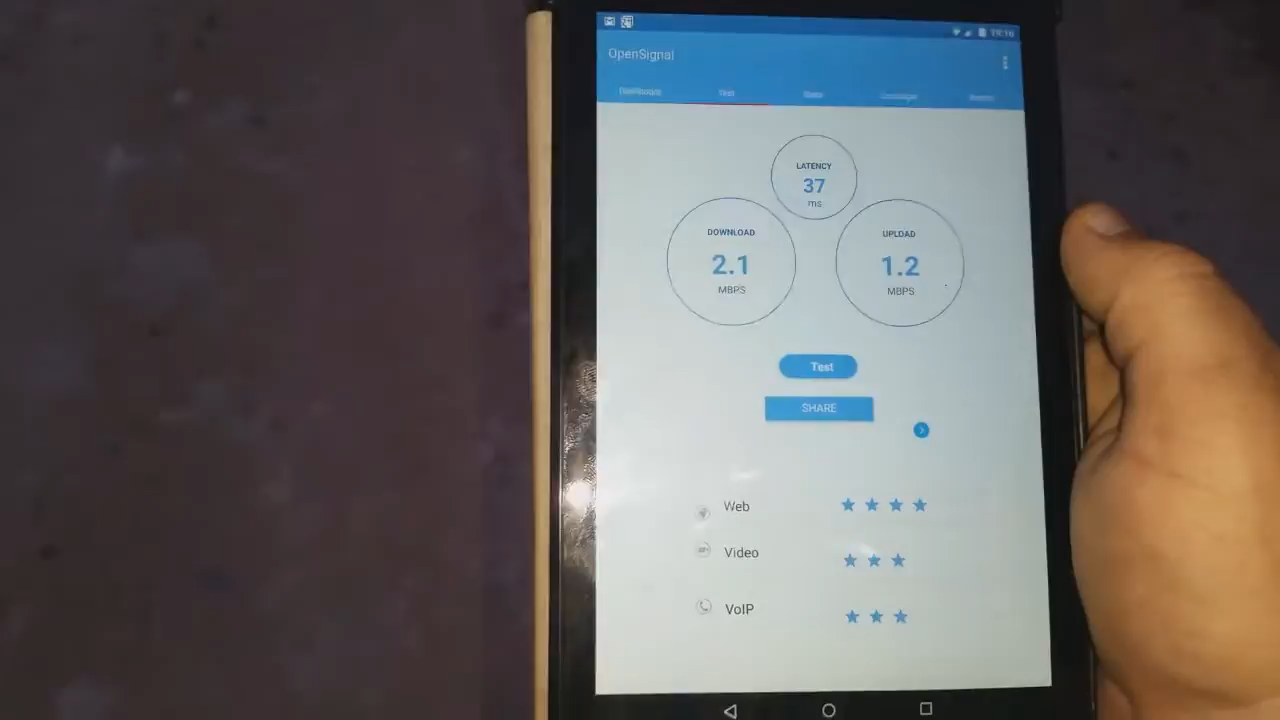 OpenSignal
Test
LATENCY
37
ms
DOWNLOAD
2.1
MBPS
UPLOAD
1.2
MBPS
Test
SHARE
Web
Video
VoIP